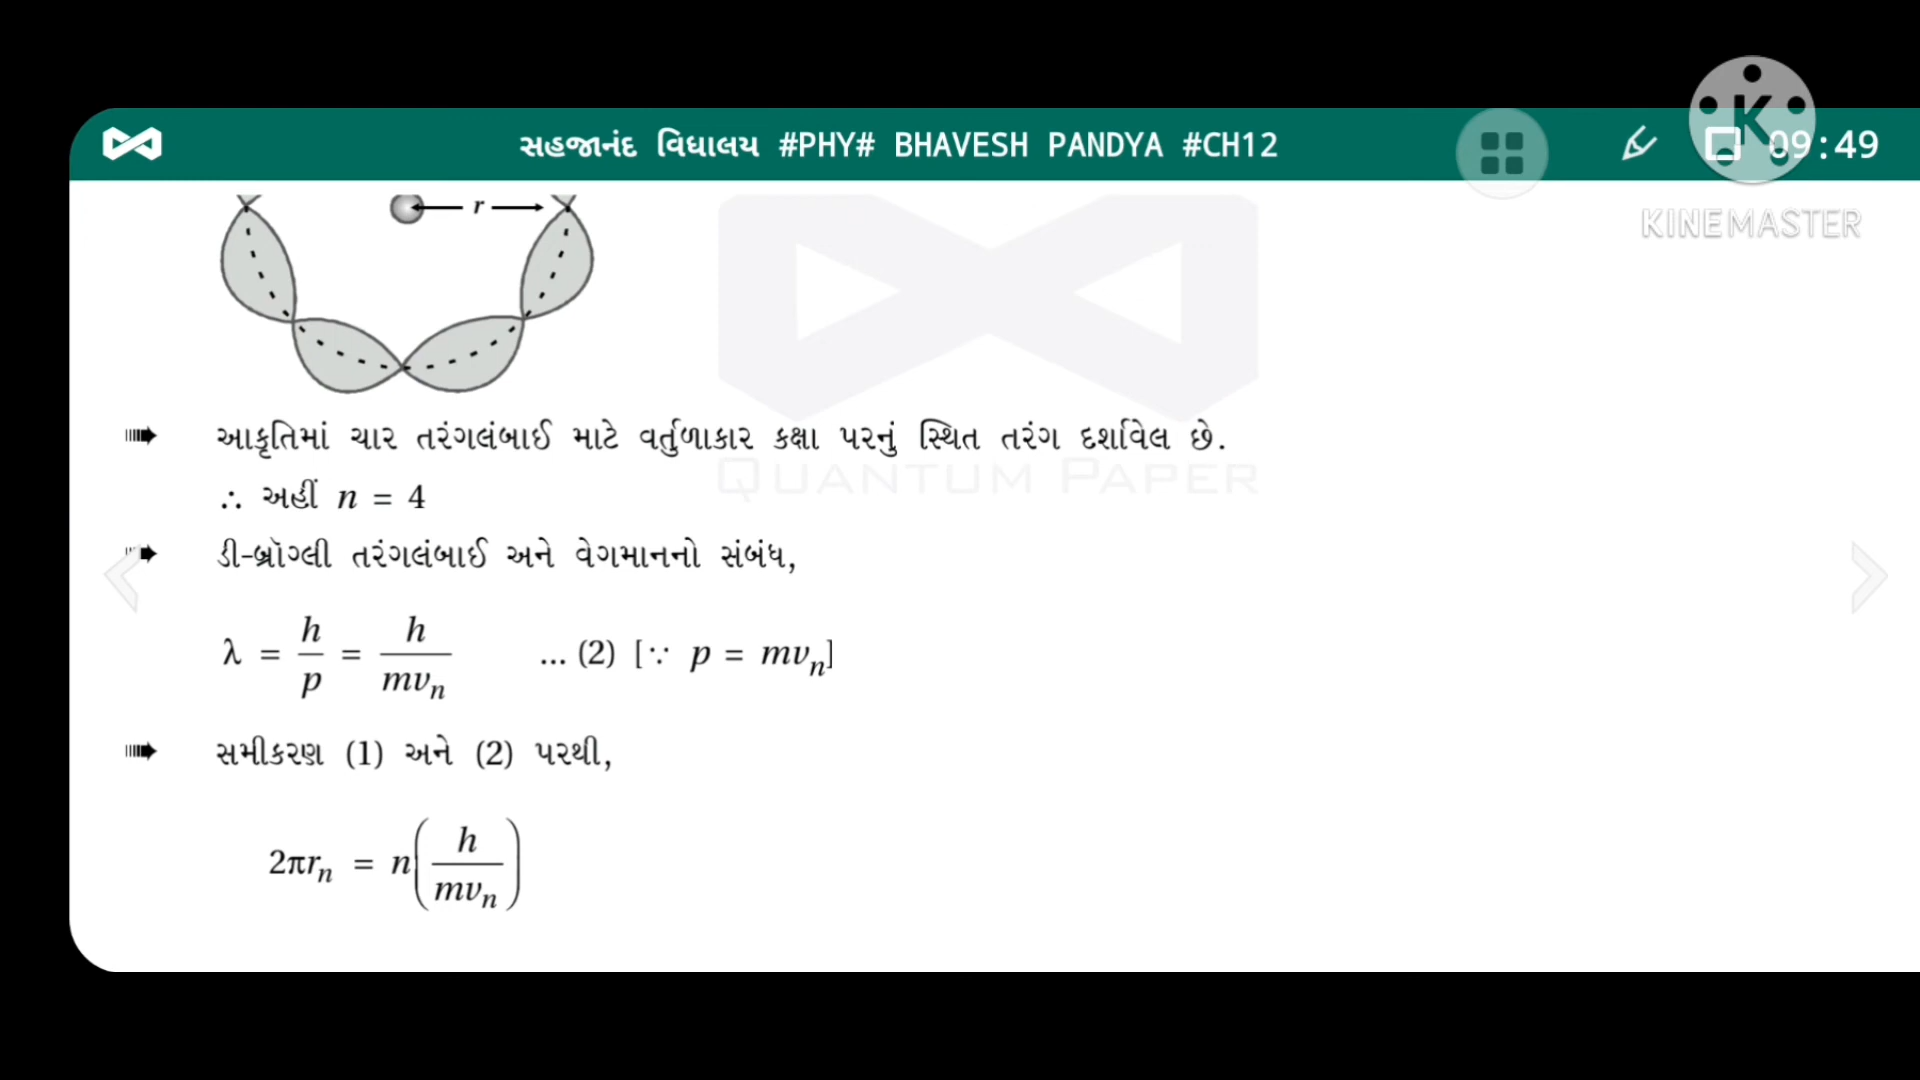 સહજાનંદ વિધાલય #PHY# BHAVESH PANDYA #CH12
09:49
K
KINEMASTER
r
આકૃતિમાં ચાર તરંગલંબાઈ માટે વર્તુળાકાર કક્ષા પરનું સ્થિત તરંગ દર્શાવેલ છે.
QUANTUM PAPER
∴ અહીં n = 4
ડી-બ્રૉગ્લી તરંગલંબાઈ અને વેગમાનનો સંબંધ,
λ = h/p = h/mvₙ ... (2) [∵ p = mvₙ]
સમીકરણ (1) અને (2) પરથી,
2πrₙ = n(h/mvₙ)